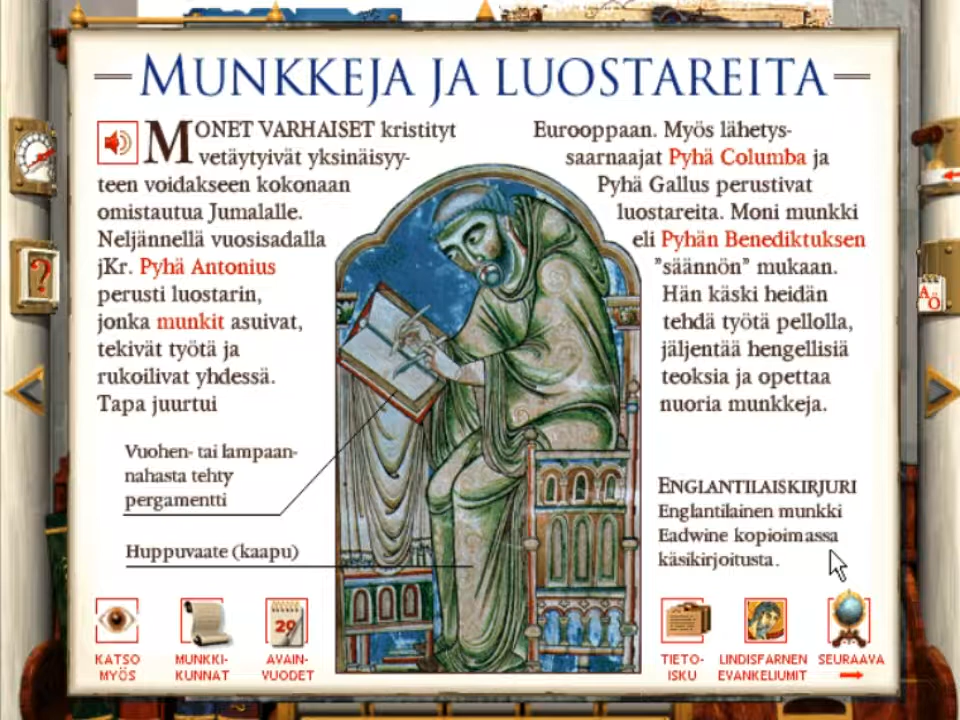 MUNKKEJA JA LUOSTAREITA
MONET VARHAISET kristityt
vetäytyivät yksinäisyy-
teen voidakseen kokonaan
omistautua Jumalalle.
Neljännellä vuosisadalla
jKr. Pyhä Antonius
perusti luostarin,
jonka munkit asuivat,
tekivät työtä ja
rukoilivat yhdessä.
Tapa juurtui
Eurooppaan. Myös lähetys-
saarnaajat Pyhä Columba ja
Pyhä Gallus perustivat
luostareita. Moni munkki
eli Pyhän Benediktuksen
"säännön" mukaan.
Hän käski heidän
tehdä työtä pellolla,
jäljentää hengellisiä
teoksia ja opettaa
nuoria munkkeja.
Vuohen- tai lampaan-
nahasta tehty
pergamentti
Huppuvaate (kaapu)
ENGLANTILAISKIRJURI
Englantilainen munkki
Eadwine kopioimassa
käsikirjoitusta.
?
A
Ö
20
KATSO
MYÖS
MUNKKI-
KUNNAT
AVAIN-
VUODET
TIETO-
ISKU
LINDISFARNEN
EVANKELIUMIT
SEURAAVA